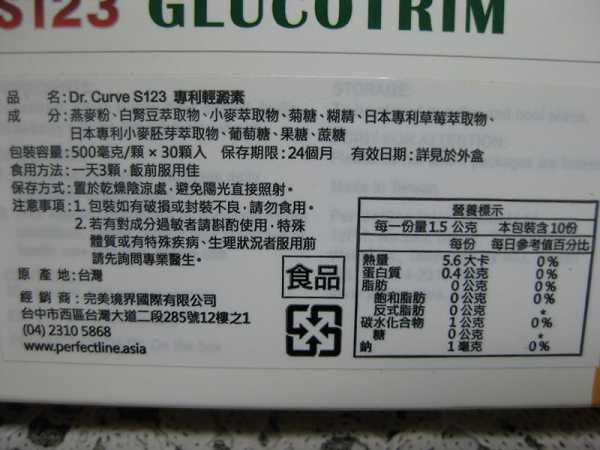 S123 GLUCOTRIM
品 名:Dr. Curve S123 專利輕澱素
成 分:燕麥粉、白腎豆萃取物、小麥萃取物、菊糖、糊精、日本專利草莓萃取物、
日本專利小麥胚芽萃取物、葡萄糖、果糖、蔗糖
包裝容量:500毫克/顆 × 30顆入 保存期限:24個月 有效日期:詳見於外盒
食用方法:一天3顆,飯前服用佳
保存方式:置於乾燥陰涼處,避免陽光直接照射。
注意事項:1. 包裝如有破損或封裝不良,請勿食用。
2. 若有對成分過敏者請斟酌使用,特殊
體質或有特殊疾病、生理狀況者服用前
請先詢問專業醫生。
原 產 地:台灣
經 銷 商:完美境界國際有限公司
台中市西區台灣大道二段285號12樓之1
(04) 2310 5868
www.perfectline.asia
食品
營養標示
每一份量1.5 公克 本包裝含10份
每份 每日參考值百分比
熱量 5.6 大卡 0%
蛋白質 0.4 公克 0%
脂肪 0 公克 0%
飽和脂肪 0 公克 0%
反式脂肪 0 公克 *
碳水化合物 1 公克 0%
糖 0 公克 *
鈉 1 毫克 0%
STORAGE: